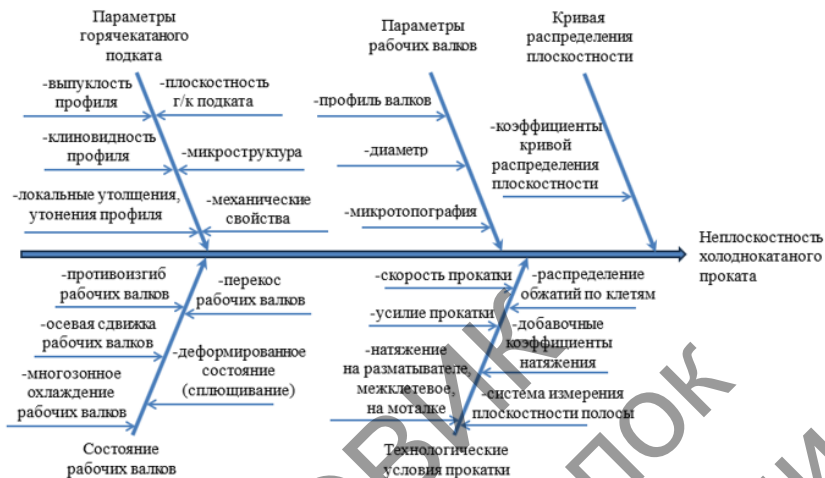 Параметры
горячекатаного
подката
-выпуклость
профиля
-плоскостность
г/к подката
-клиновидность
профиля
-микроструктура
-локальные утолщения,
утонения профиля
-механические
свойства
Параметры
рабочих валков
-профиль валков
-диаметр
-микротопография
Кривая
распределения
плоскостности
-коэффициенты
кривой
распределения
плоскостности
Неплоскостность
холоднокатаного
проката
-противоизгиб
рабочих валков
-перекос
рабочих валков
-осевая сдвижка
рабочих валков
-деформированное
состояние
(сплющивание)
-многозонное
охлаждение
рабочих валков
Состояние
рабочих валков
-скорость прокатки
-распределение
обжатий по клетям
-усилие прокатки
-добавочные
коэффициенты
натяжения
-натяжение
на разматывателе,
межклетевое,
на моталке
-система измерения
плоскостности полосы
Технологические
условия прокатки